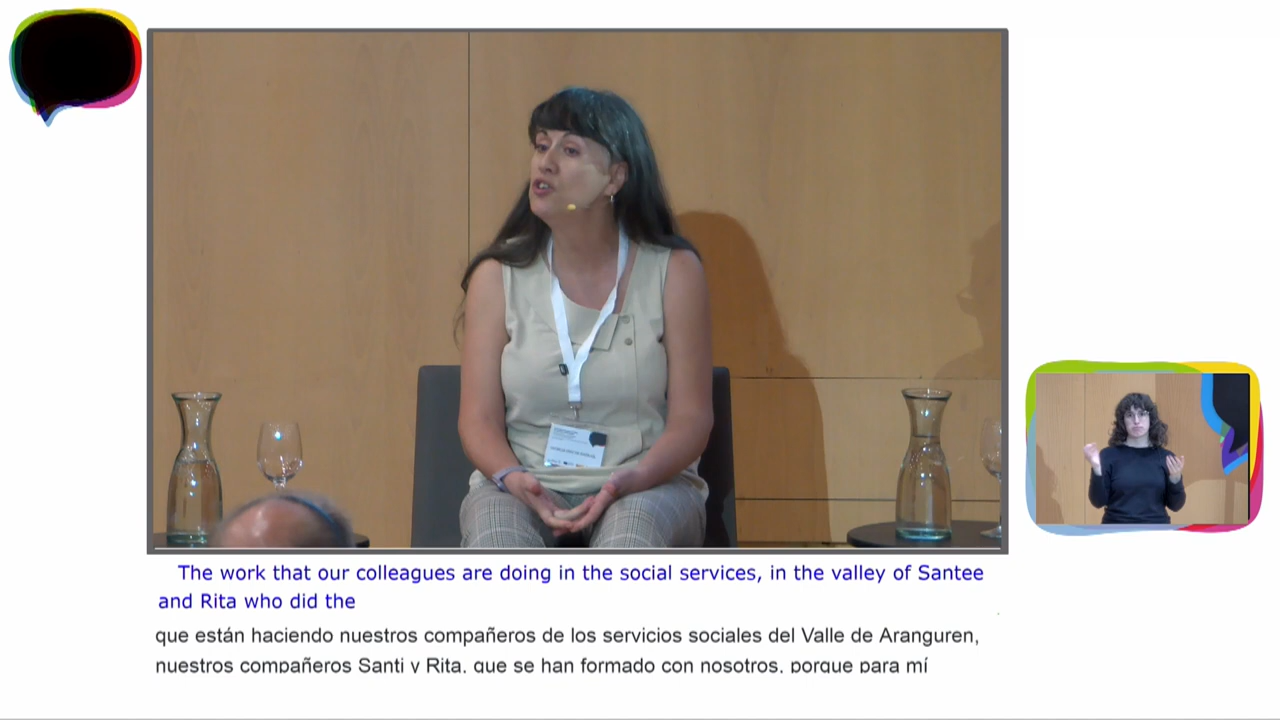 The work that our colleagues are doing in the social services, in the valley of Santee
and Rita who did the
que están haciendo nuestros compañeros de los servicios sociales del Valle de Aranguren,
nuestros compañeros Santi y Rita, que se han formado con nosotros, porque para mí